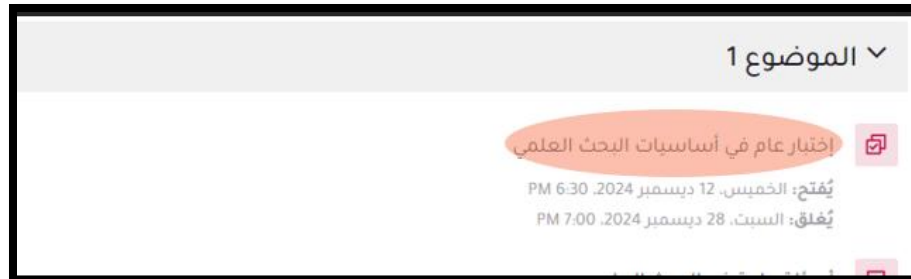 الموضوع 1
إختبار عام في أساسيات البحث العلمي
يُفتح: الخميس، 12 ديسمبر 2024، 6:30 PM
يُغلق: السبت، 28 ديسمبر 2024، 7:00 PM